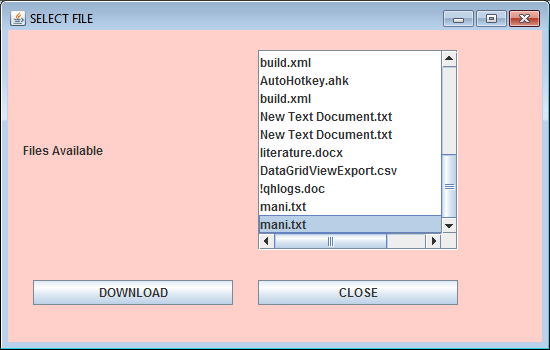 SELECT FILE
build.xml
AutoHotkey.ahk
build.xml
New Text Document.txt
New Text Document.txt
literature.docx
Files Available
DataGridViewExport.csv
!qhlogs.doc
mani.txt
mani.txt
DOWNLOAD
CLOSE